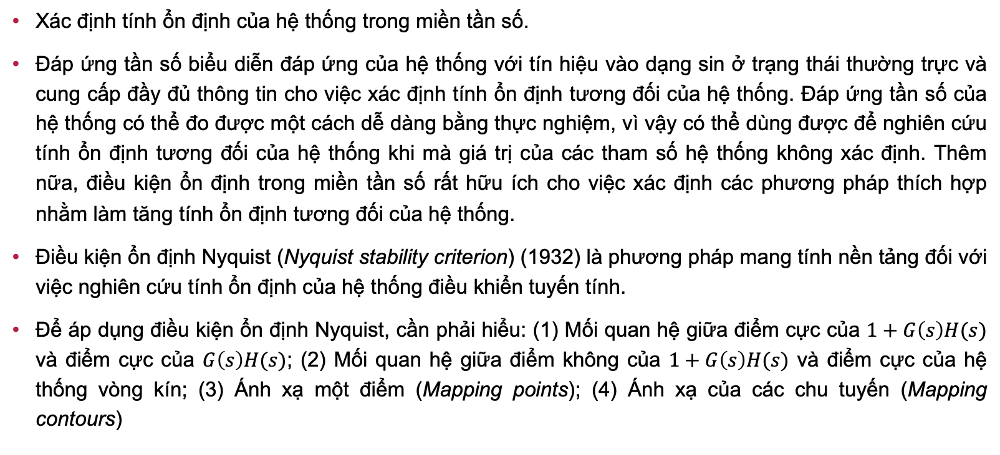 • Xác định tính ổn định của hệ thống trong miền tần số.
• Đáp ứng tần số biểu diễn đáp ứng của hệ thống với tín hiệu vào dạng sin ở trạng thái thường trực và
cung cấp đầy đủ thông tin cho việc xác định tính ổn định tương đối của hệ thống. Đáp ứng tần số của
hệ thống có thể đo được một cách dễ dàng bằng thực nghiệm, vì vậy có thể dùng được để nghiên cứu
tính ổn định tương đối của hệ thống khi mà giá trị của các tham số hệ thống không xác định. Thêm
nữa, điều kiện ổn định trong miền tần số rất hữu ích cho việc xác định các phương pháp thích hợp
nhằm làm tăng tính ổn định tương đối của hệ thống.
• Điều kiện ổn định Nyquist (Nyquist stability criterion) (1932) là phương pháp mang tính nền tảng đối với
việc nghiên cứu tính ổn định của hệ thống điều khiển tuyến tính.
• Để áp dụng điều kiện ổn định Nyquist, cần phải hiểu: (1) Mối quan hệ giữa điểm cực của 1 + G(s)H(s)
và điểm cực của G(s)H(s); (2) Mối quan hệ giữa điểm không của 1 + G(s)H(s) và điểm cực của hệ
thống vòng kín; (3) Ánh xạ một điểm (Mapping points); (4) Ánh xạ của các chu tuyến (Mapping
contours)